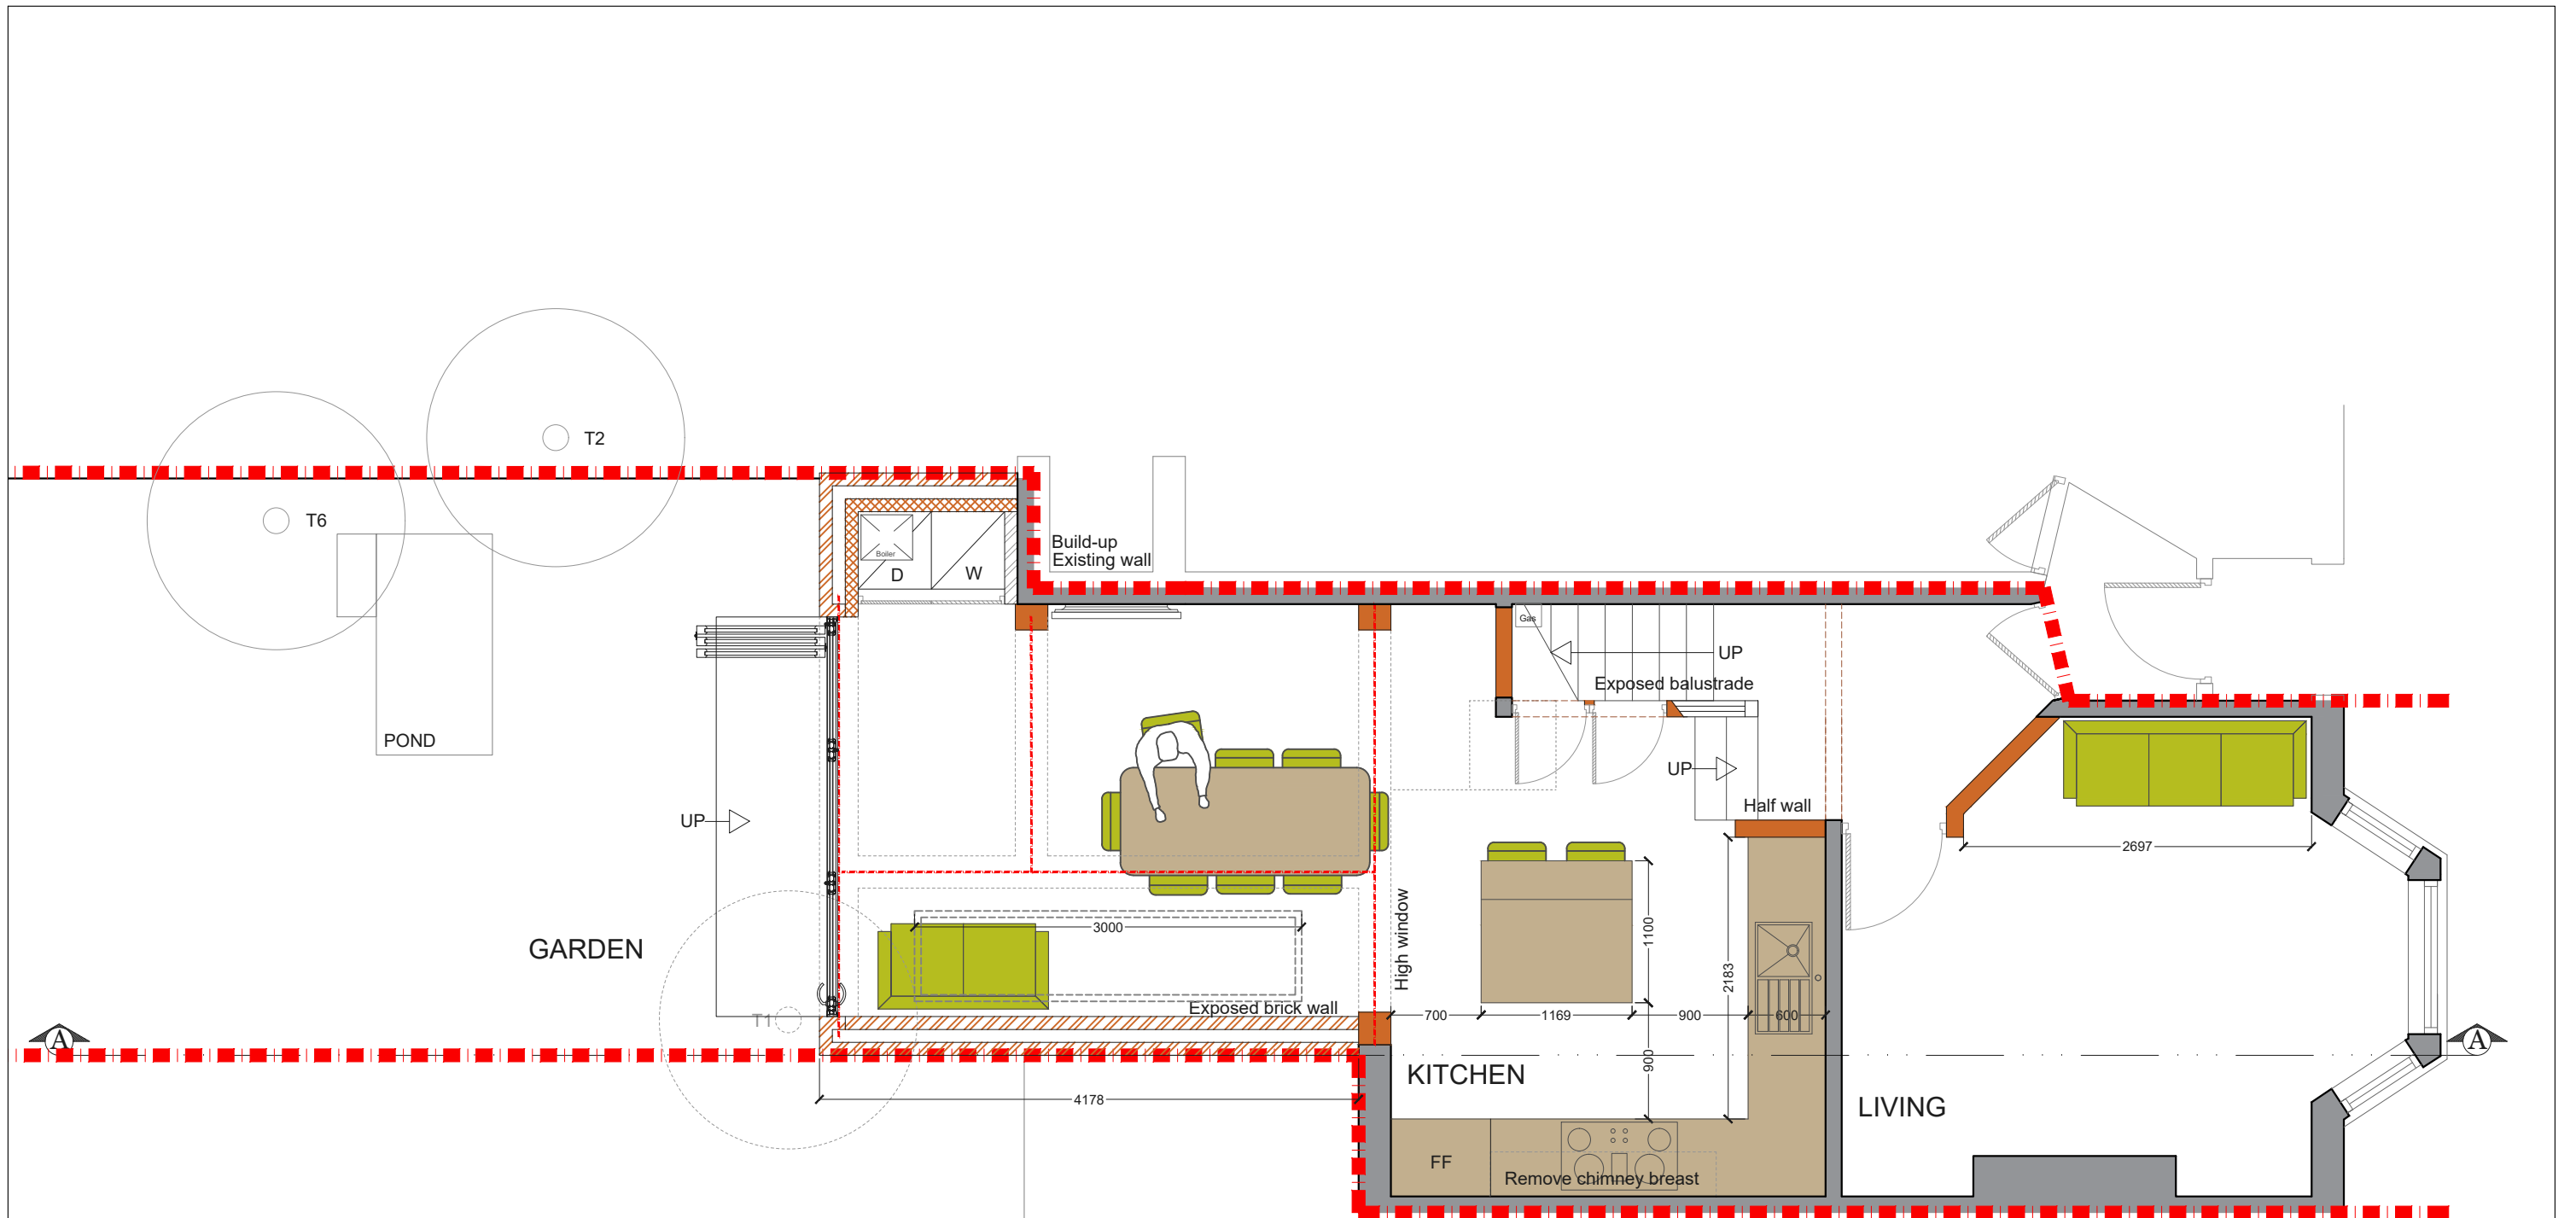 T2
T6
POND
GARDEN
UP
T1
A
Boiler
D
W
Build-up
Existing wall
3000
Exposed brick wall
4178
High window
Gas
UP
Exposed balustrade
UP
Half wall
1100
2183
700
1169
900
600
900
KITCHEN
FF
Remove chimney breast
2697
LIVING
A